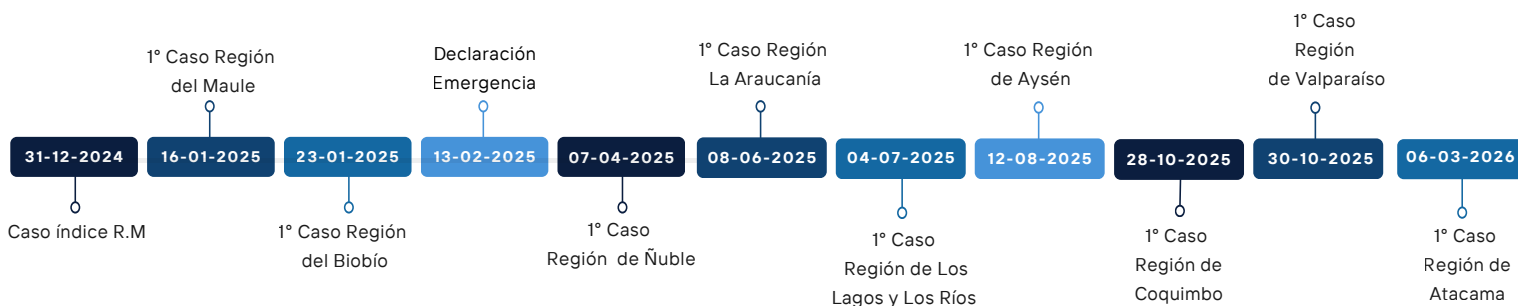 31-12-2024
Caso índice R.M
1° Caso Región
del Maule
16-01-2025
23-01-2025
1° Caso Región
del Biobío
Declaración
Emergencia
13-02-2025
07-04-2025
1° Caso
Región de Ñuble
1° Caso Región
La Araucanía
08-06-2025
04-07-2025
1° Caso
Región de Los
Lagos y Los Ríos
1° Caso Región
de Aysén
12-08-2025
28-10-2025
1° Caso
Región de
Coquimbo
1° Caso
Región
de Valparaíso
30-10-2025
06-03-2026
1° Caso
Región de
Atacama